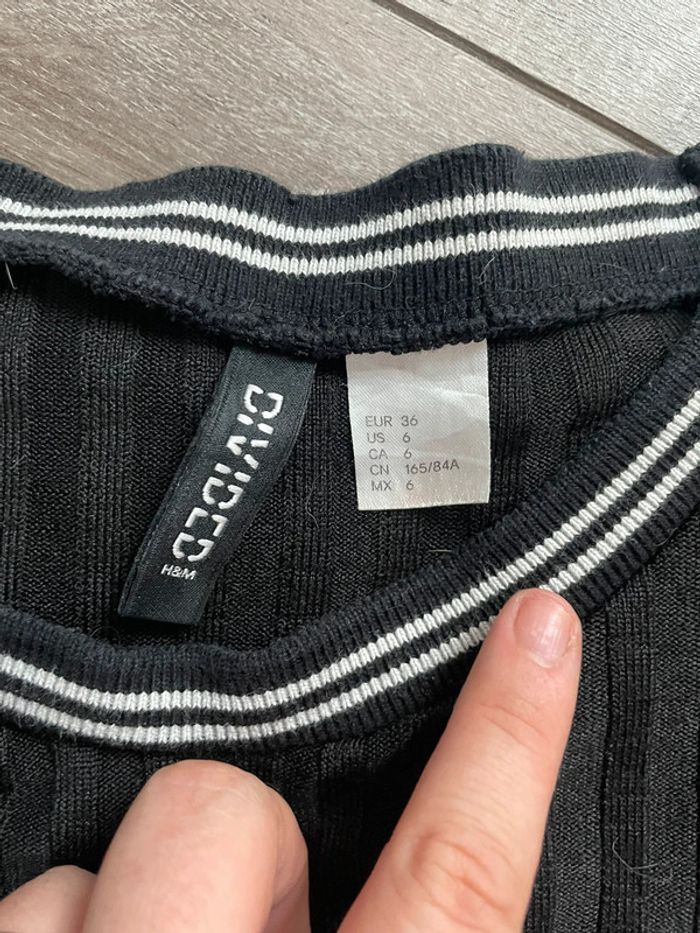 DIVIDED
H&M
EUR 36
US 6
CA 6
CN 165/84A
MX 6